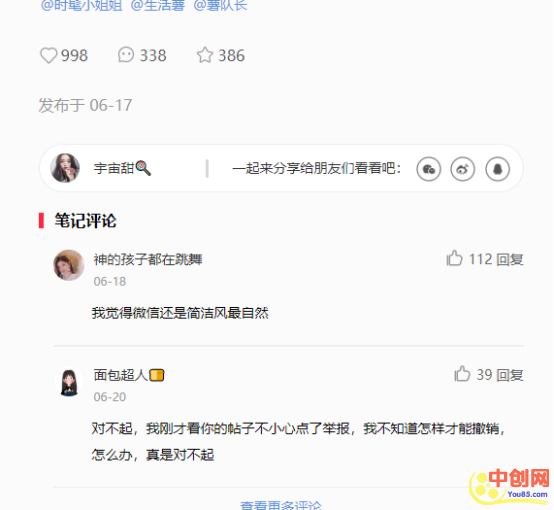 @时髦小姐姐 @生活薯 @薯队长
998 338 386
发布于 06-17
宇宙甜 一起来分享给朋友们看看吧：
笔记评论
神的孩子都在跳舞 112 回复
06-18
我觉得微信还是简洁风最自然
面包超人 39 回复
06-20
对不起，我刚才看你的帖子不小心点了举报，我不知道怎样才能撤销，
怎么办，真是对不起
查看更多评论
中创网
You85.com